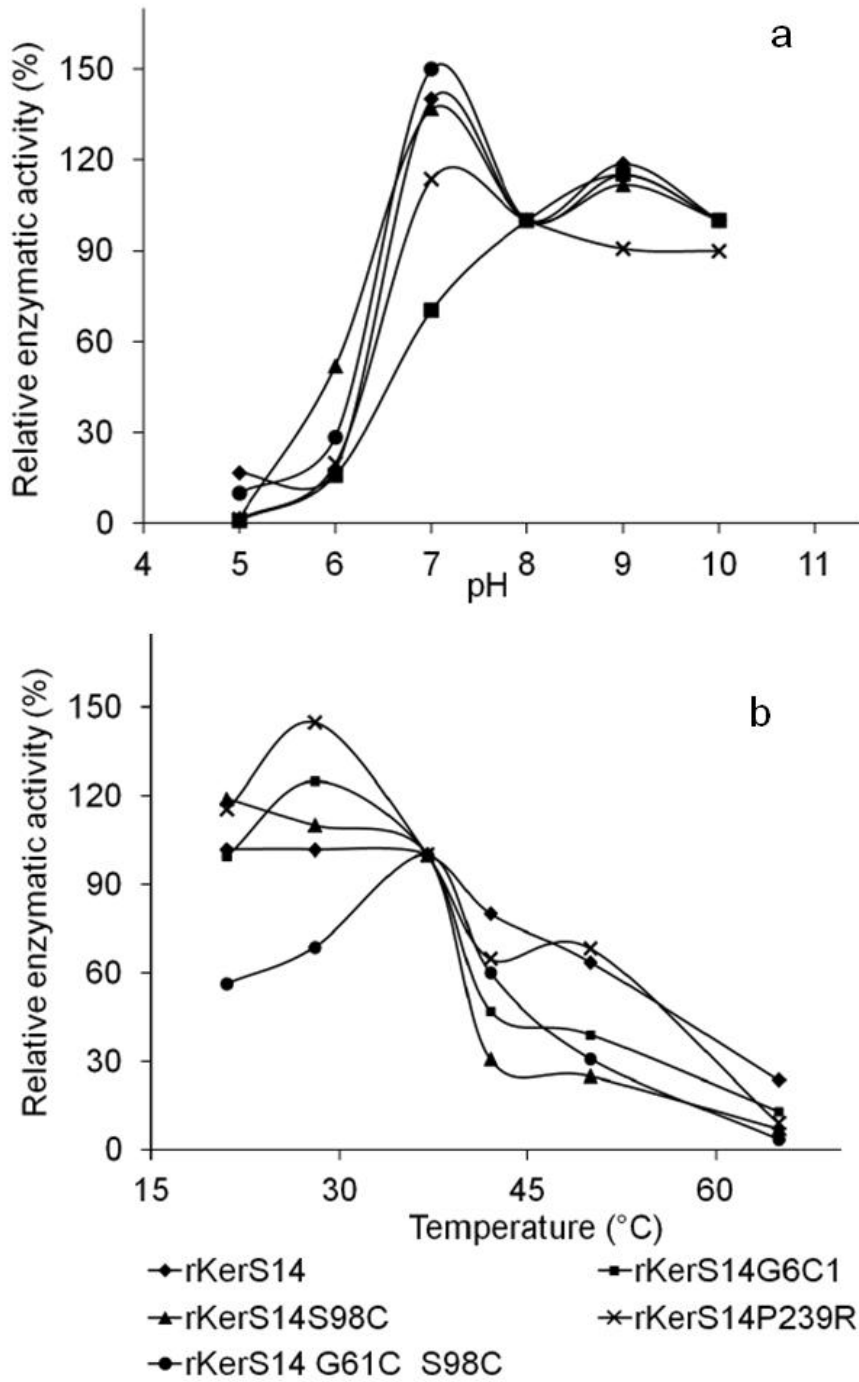 a
Relative enzymatic activity (%)
150
120
90
60
30
0
4 5 6 7 8 9 10 11
pH
b
Relative enzymatic activity (%)
150
120
90
60
30
0
15 30 45 60
Temperature (°C)
rKerS14 rKerS14G6C1
rKerS14S98C rKerS14P239R
rKerS14 G61C S98C